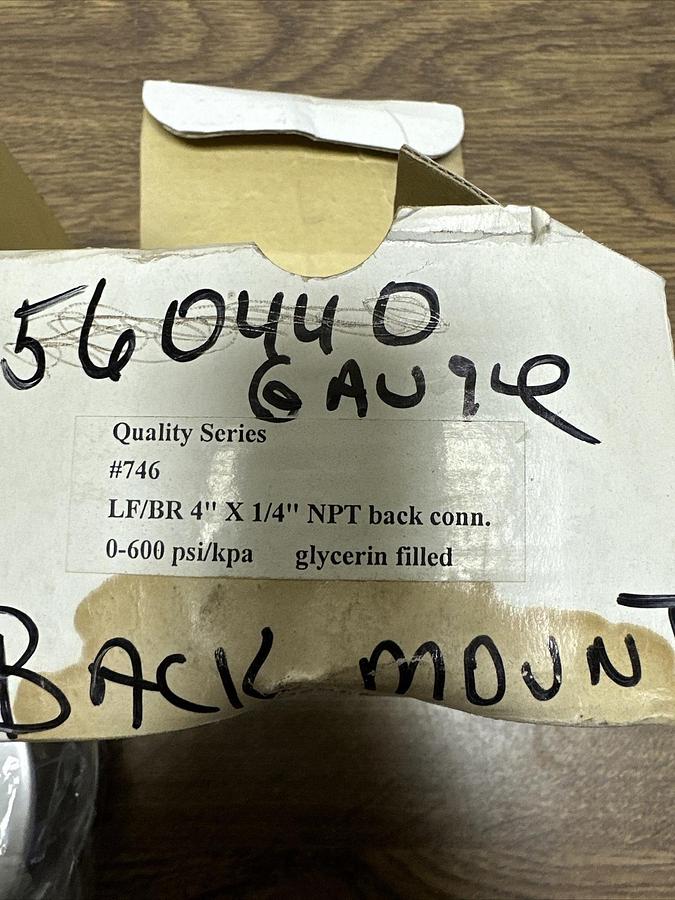 560440
GAUGE
Quality Series
#746
LF/BR 4" X 1/4" NPT back conn.
0-600 psi/kpa glycerin filled
BACK MOUNT